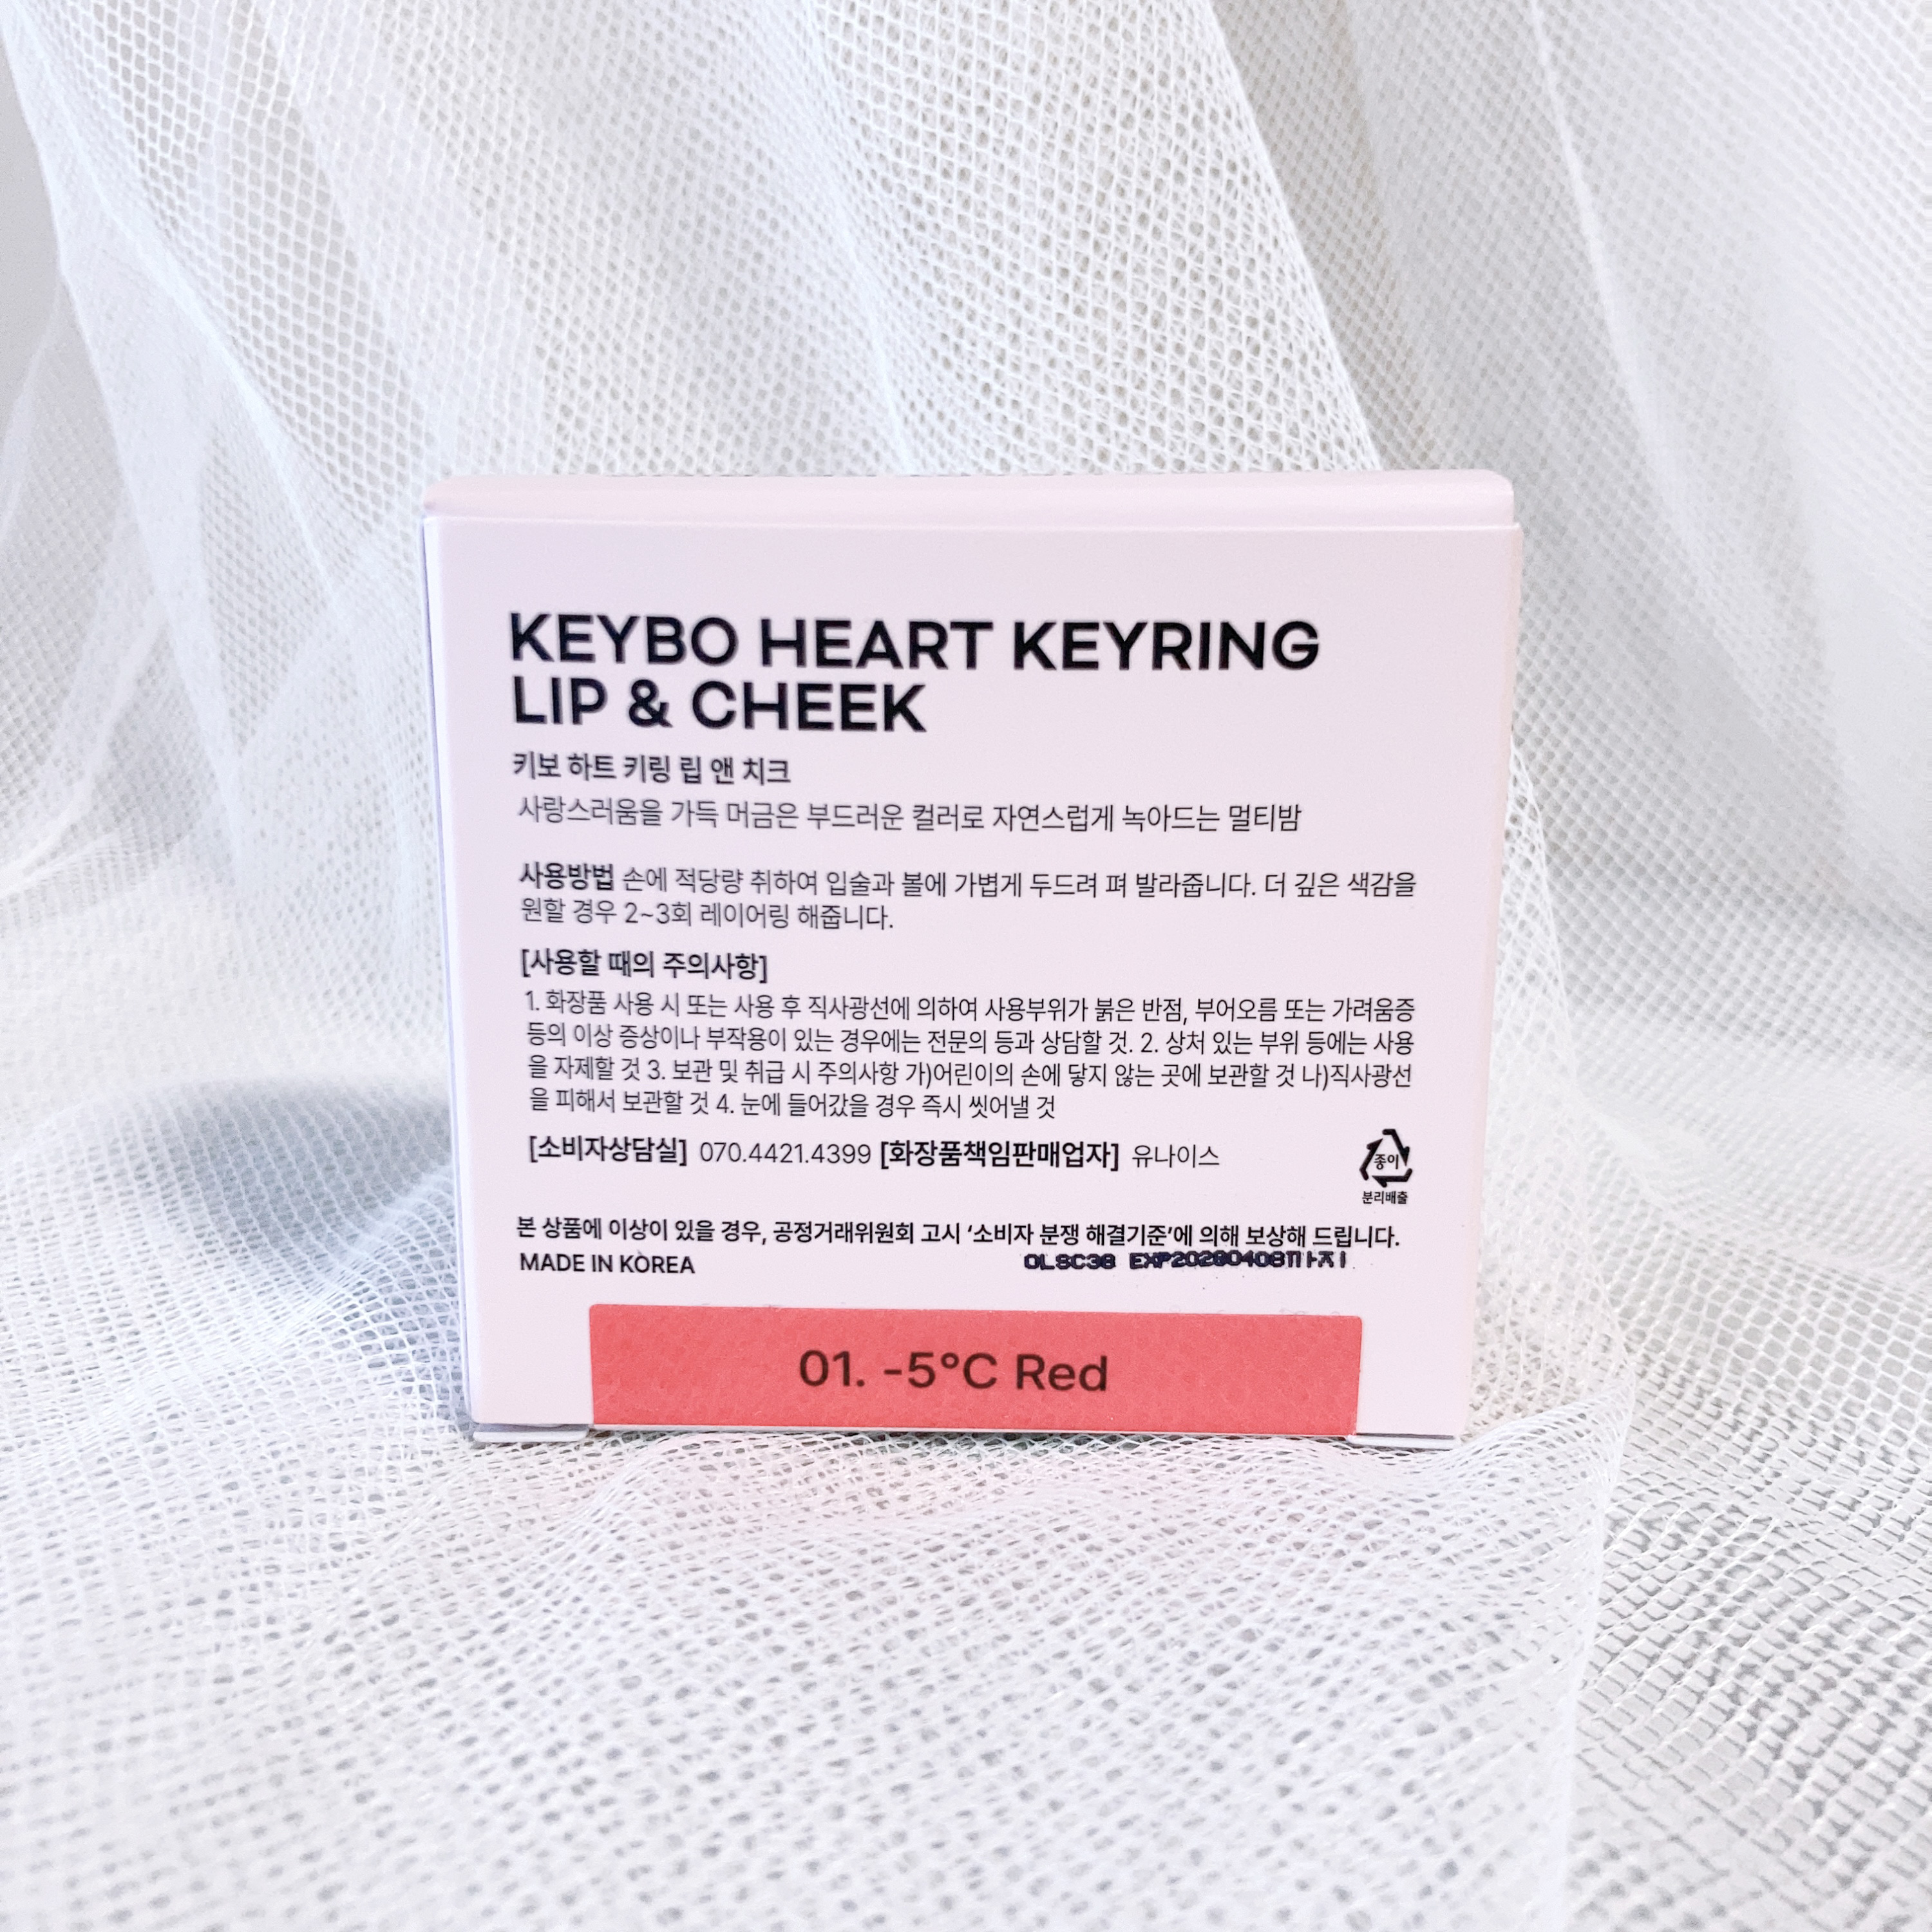 KEYBO HEART KEYRING
LIP & CHEEK
키보 하트 키링 립 앤 치크
사랑스러움을 가득 머금은 부드러운 컬러로 자연스럽게 녹아드는 멀티밤
사용방법 손에 적당량 취하여 입술과 볼에 가볍게 두드려 펴 발라줍니다. 더 깊은 색감을
원할 경우 2~3회 레이어링 해줍니다.
[사용할 때의 주의사항]
1. 화장품 사용 시 또는 사용 후 직사광선에 의하여 사용부위가 붉은 반점, 부어오름 또는 가려움증
등의 이상 증상이나 부작용이 있는 경우에는 전문의 등과 상담할 것. 2. 상처 있는 부위 등에는 사용
을 자제할 것 3. 보관 및 취급 시 주의사항 가)어린이의 손에 닿지 않는 곳에 보관할 것 나)직사광선
을 피해서 보관할 것 4. 눈에 들어갔을 경우 즉시 씻어낼 것
[소비자상담실] 070.4421.4399 [화장품책임판매업자] 유나이스
종이
분리배출
본 상품에 이상이 있을 경우, 공정거래위원회 고시 ‘소비자 분쟁 해결기준’에 의해 보상해 드립니다.
MADE IN KOREA
01. -5°C Red